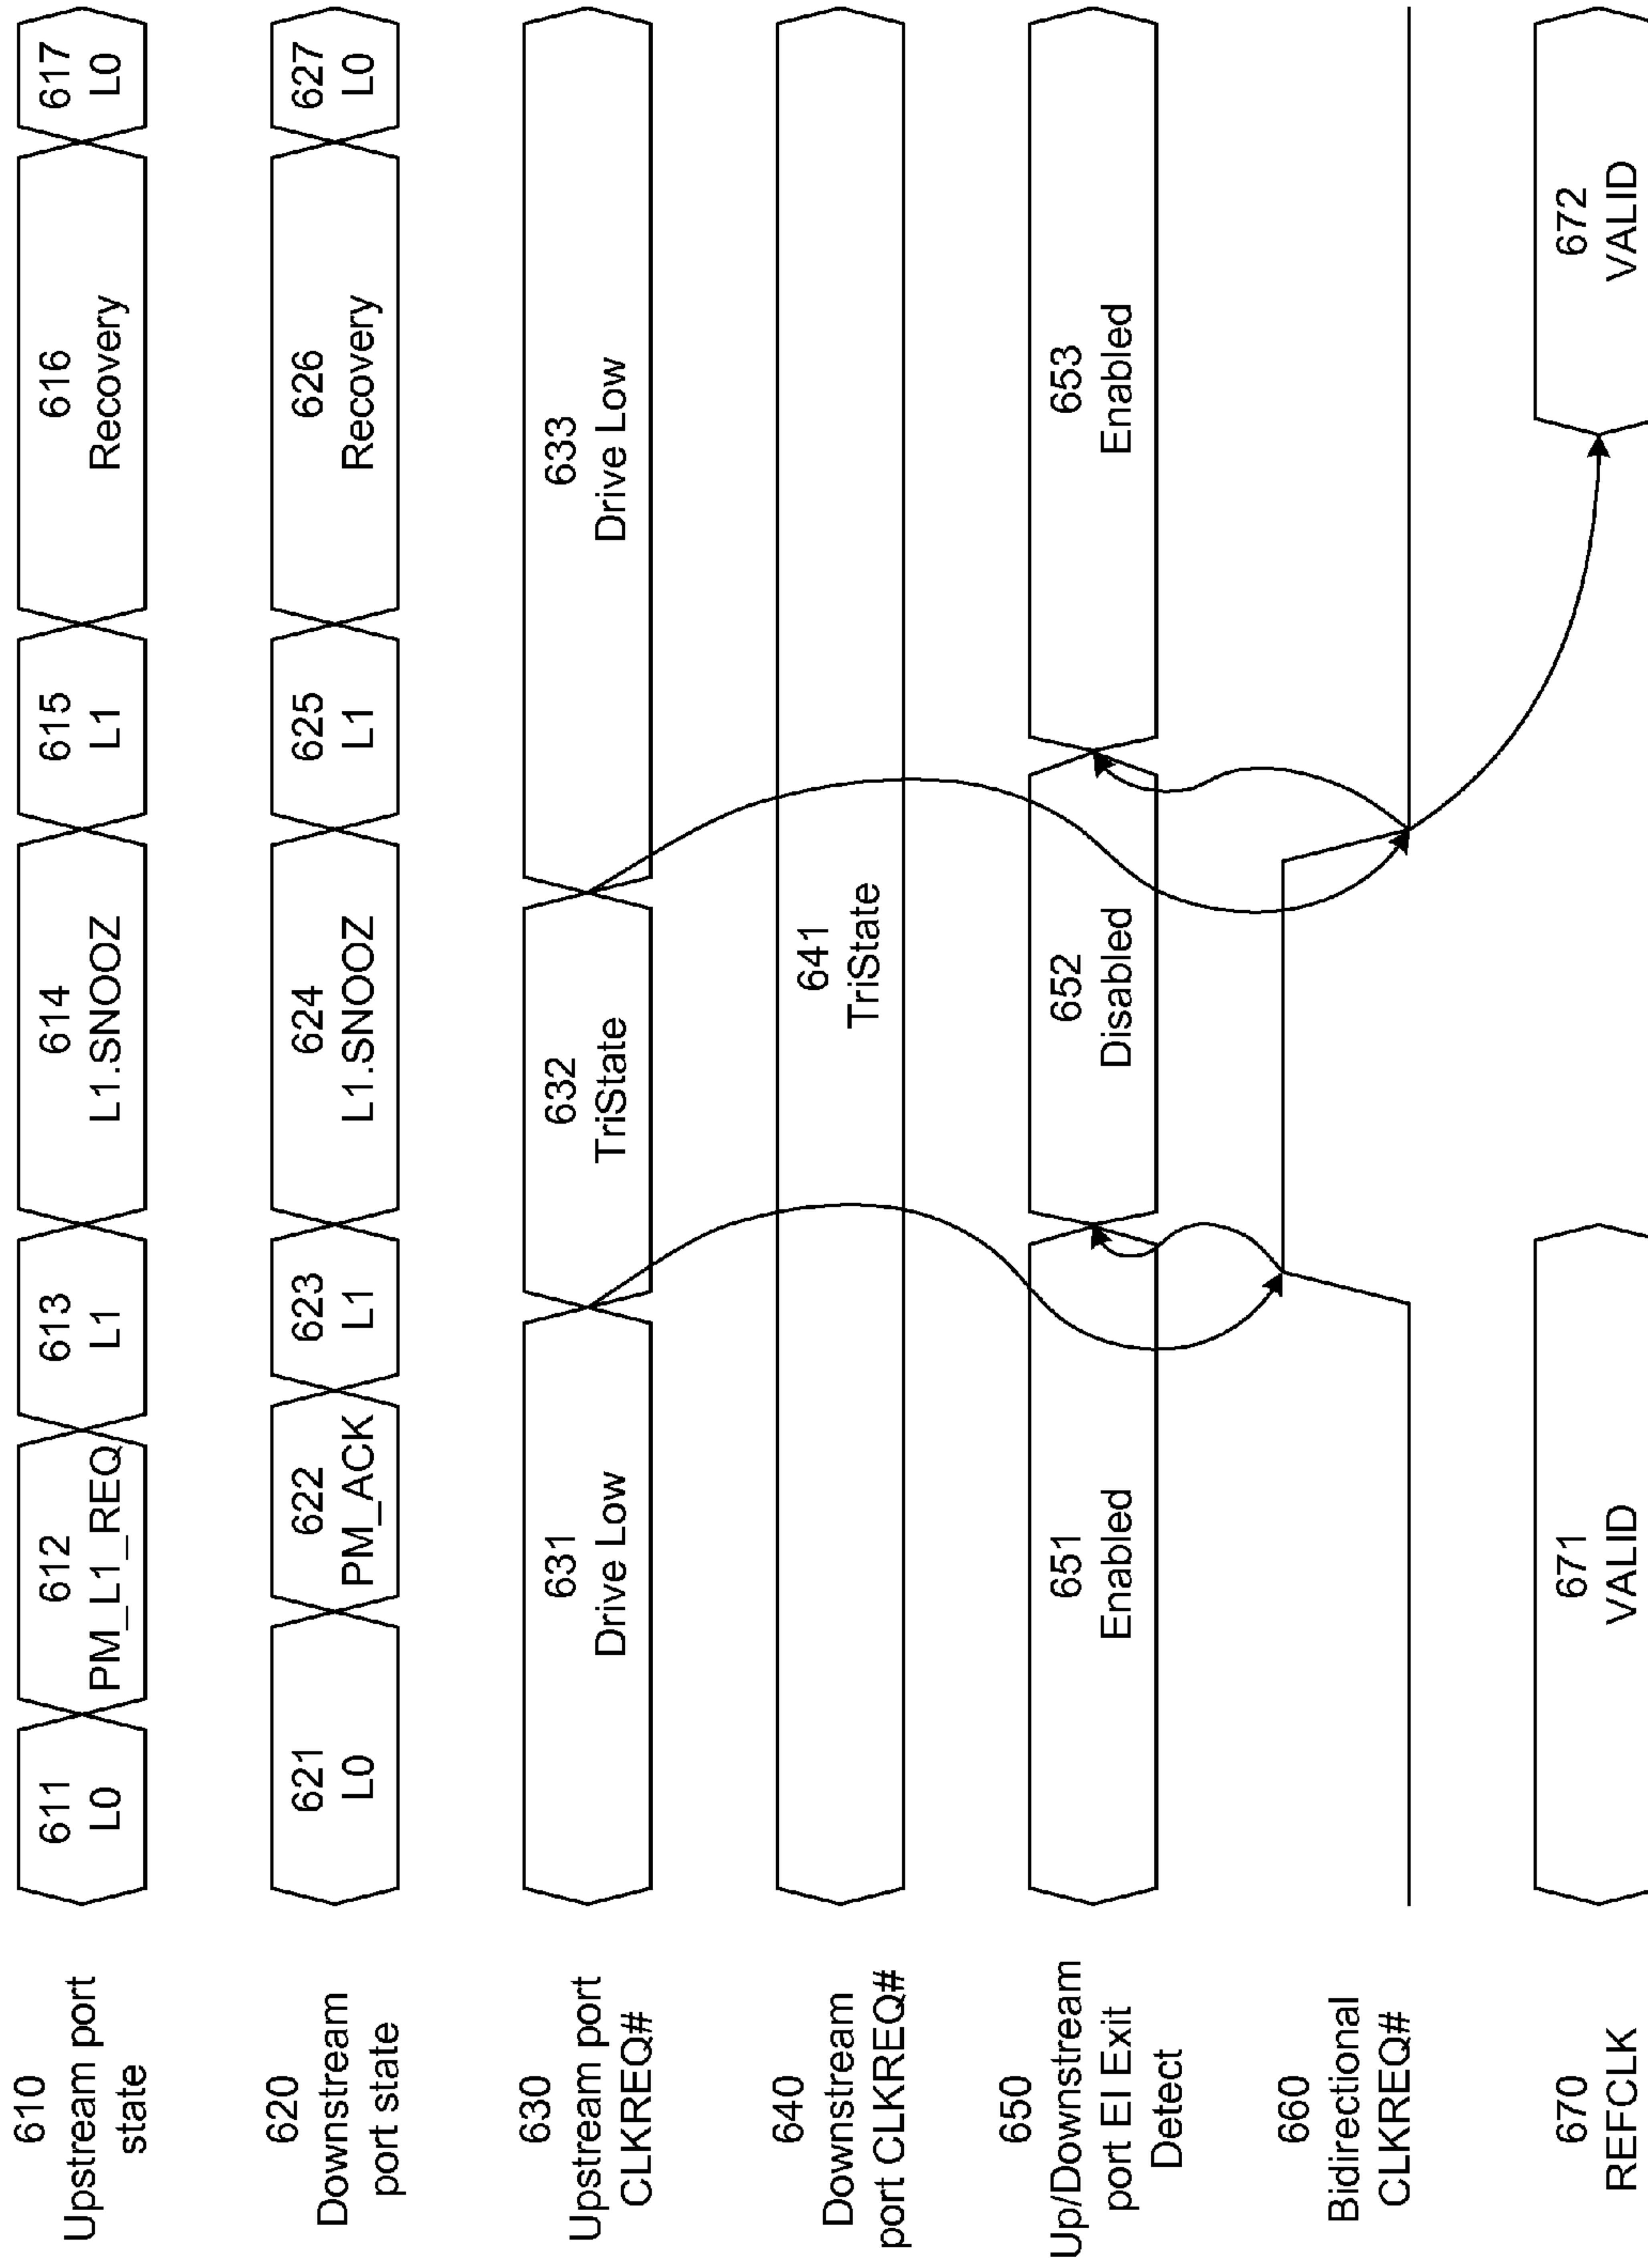 610
Upstream port
state
611
L0
612
PM_L1_REQ
613
L1
614
L1.SNOOZ
615
L1
616
Recovery
617
L0
620
Downstream
port state
621
L0
622
PM_ACK
623
L1
624
L1.SNOOZ
625
L1
626
Recovery
627
L0
630
Upstream port
CLKREQ#
631
Drive Low
632
TriState
633
Drive Low
640
Downstream
port CLKREQ#
641
TriState
650
Up/Downstream
port EI Exit
Detect
651
Enabled
652
Disabled
653
Enabled
660
Bidirectional
CLKREQ#
670
REFCLK
671
VALID
672
VALID